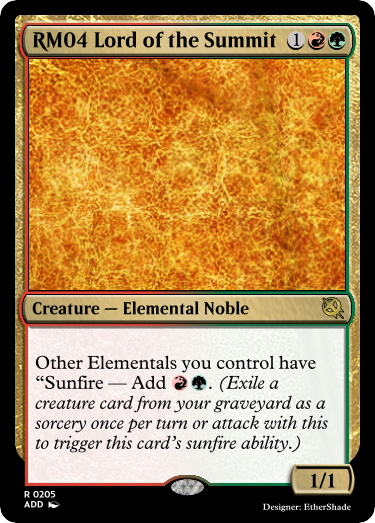 RM04 Lord of the Summit 1
Creature — Elemental Noble
Other Elementals you control have
“Sunfire — Add . (Exile a
creature card from your graveyard as a
sorcery once per turn or attack with this
to trigger this card's sunfire ability.)
1/1
R 0205
ADD
Designer: EtherShade